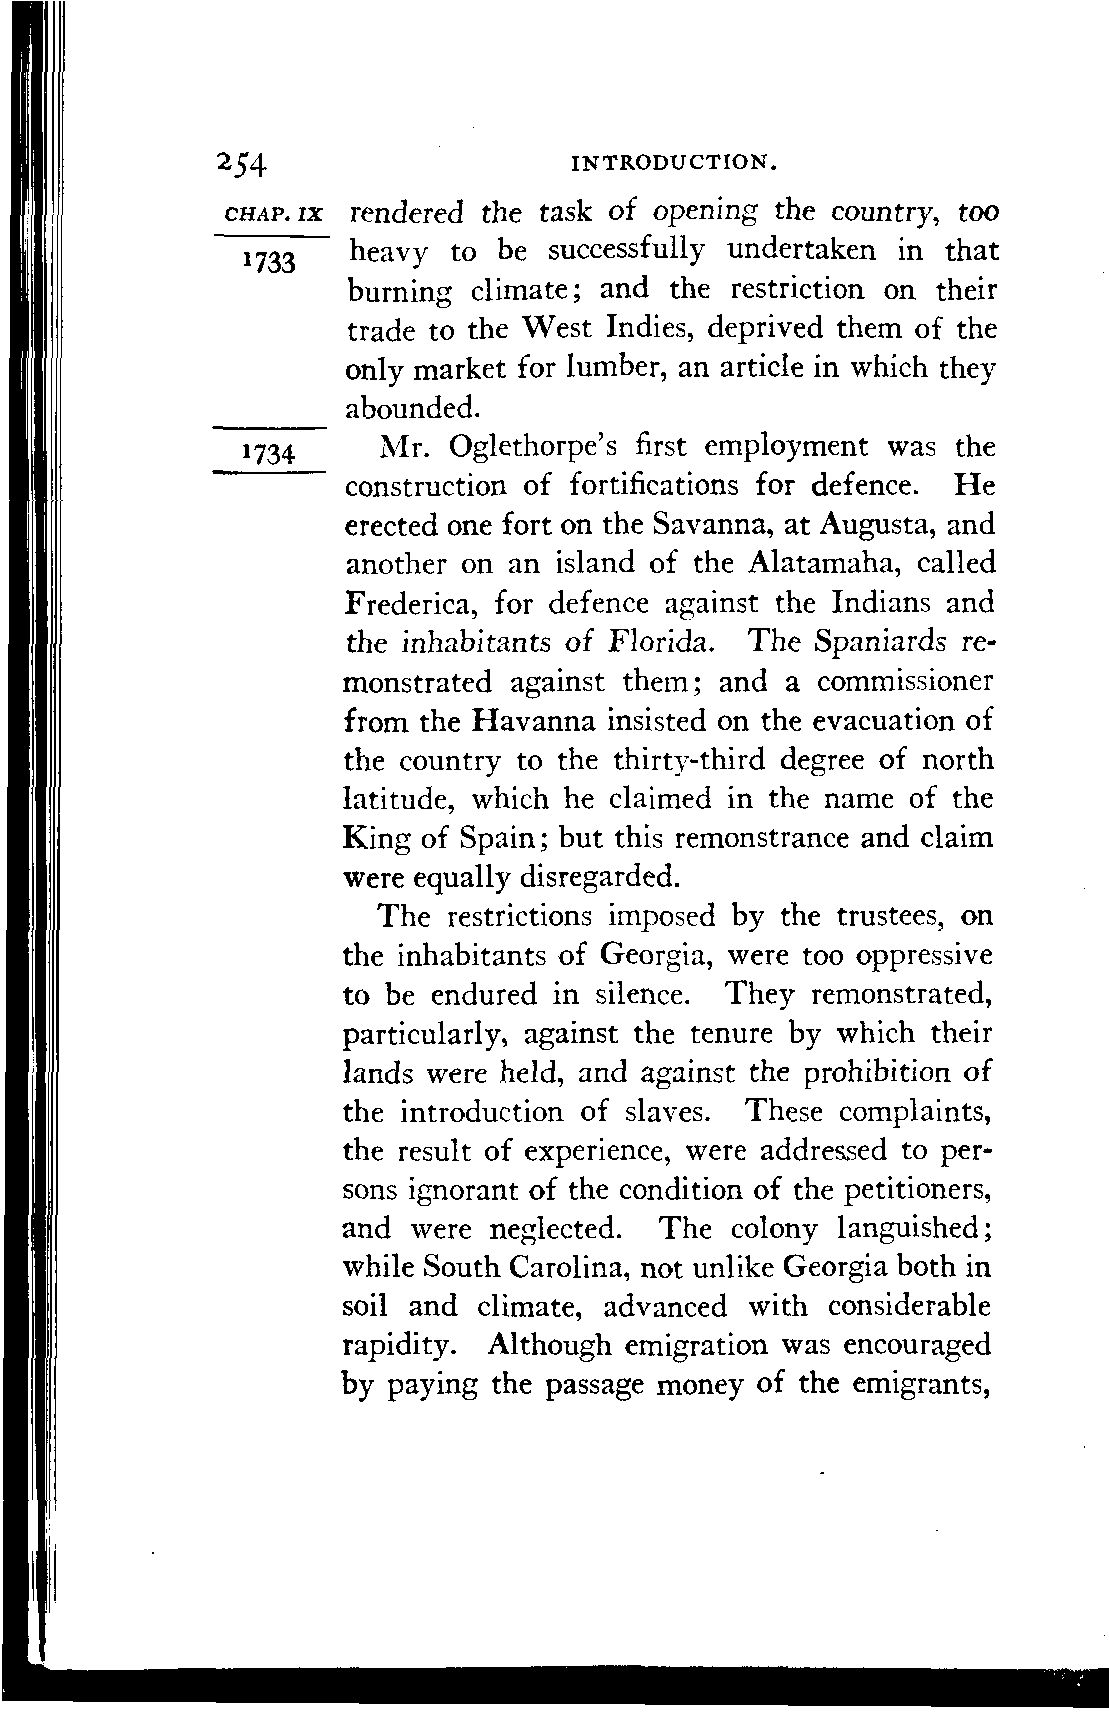 254 INTRODUCTION.
CHAP. IX rendered the task of opening the country, too
1733 heavy to be successfully undertaken in that
burning climate; and the restriction on their
trade to the West Indies, deprived them of the
only market for lumber, an article in which they
abounded.
1734 Mr. Oglethorpe's first employment was the
construction of fortifications for defence. He
erected one fort on the Savanna, at Augusta, and
another on an island of the Alatamaha, called
Frederica, for defence against the Indians and
the inhabitants of Florida. The Spaniards re-
monstrated against them; and a commissioner
from the Havanna insisted on the evacuation of
the country to the thirty-third degree of north
latitude, which he claimed in the name of the
King of Spain; but this remonstrance and claim
were equally disregarded.
The restrictions imposed by the trustees, on
the inhabitants of Georgia, were too oppressive
to be endured in silence. They remonstrated,
particularly, against the tenure by which their
lands were held, and against the prohibition of
the introduction of slaves. These complaints,
the result of experience, were addressed to per-
sons ignorant of the condition of the petitioners,
and were neglected. The colony languished;
while South Carolina, not unlike Georgia both in
soil and climate, advanced with considerable
rapidity. Although emigration was encouraged
by paying the passage money of the emigrants,